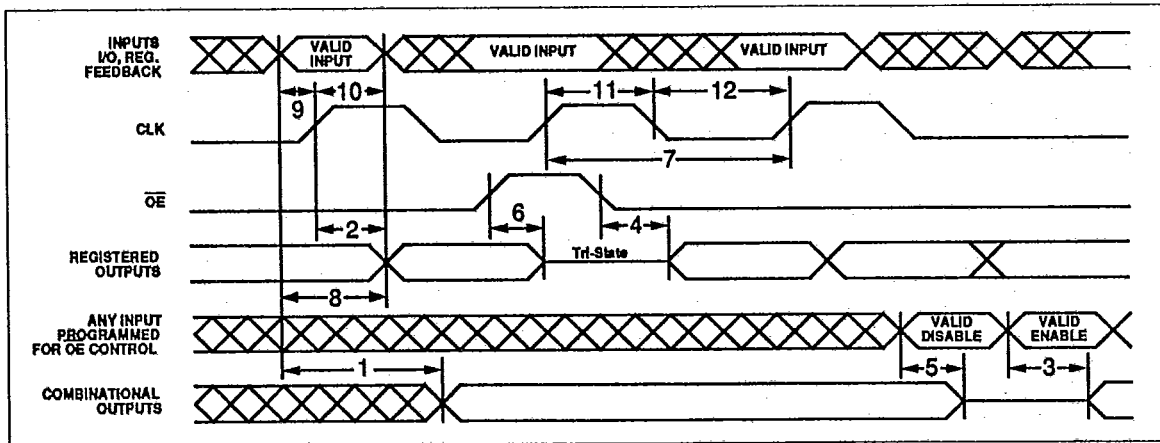 INPUTS
I/O, REG.
FEEDBACK
VALID
INPUT
VALID INPUT
VALID INPUT
9
10
11
12
CLK
7
OE
6
4
2
REGISTERED
OUTPUTS
Tri-State
8
ANY INPUT
PROGRAMMED
FOR OE CONTROL
VALID
DISABLE
VALID
ENABLE
1
5
3
COMBINATIONAL
OUTPUTS